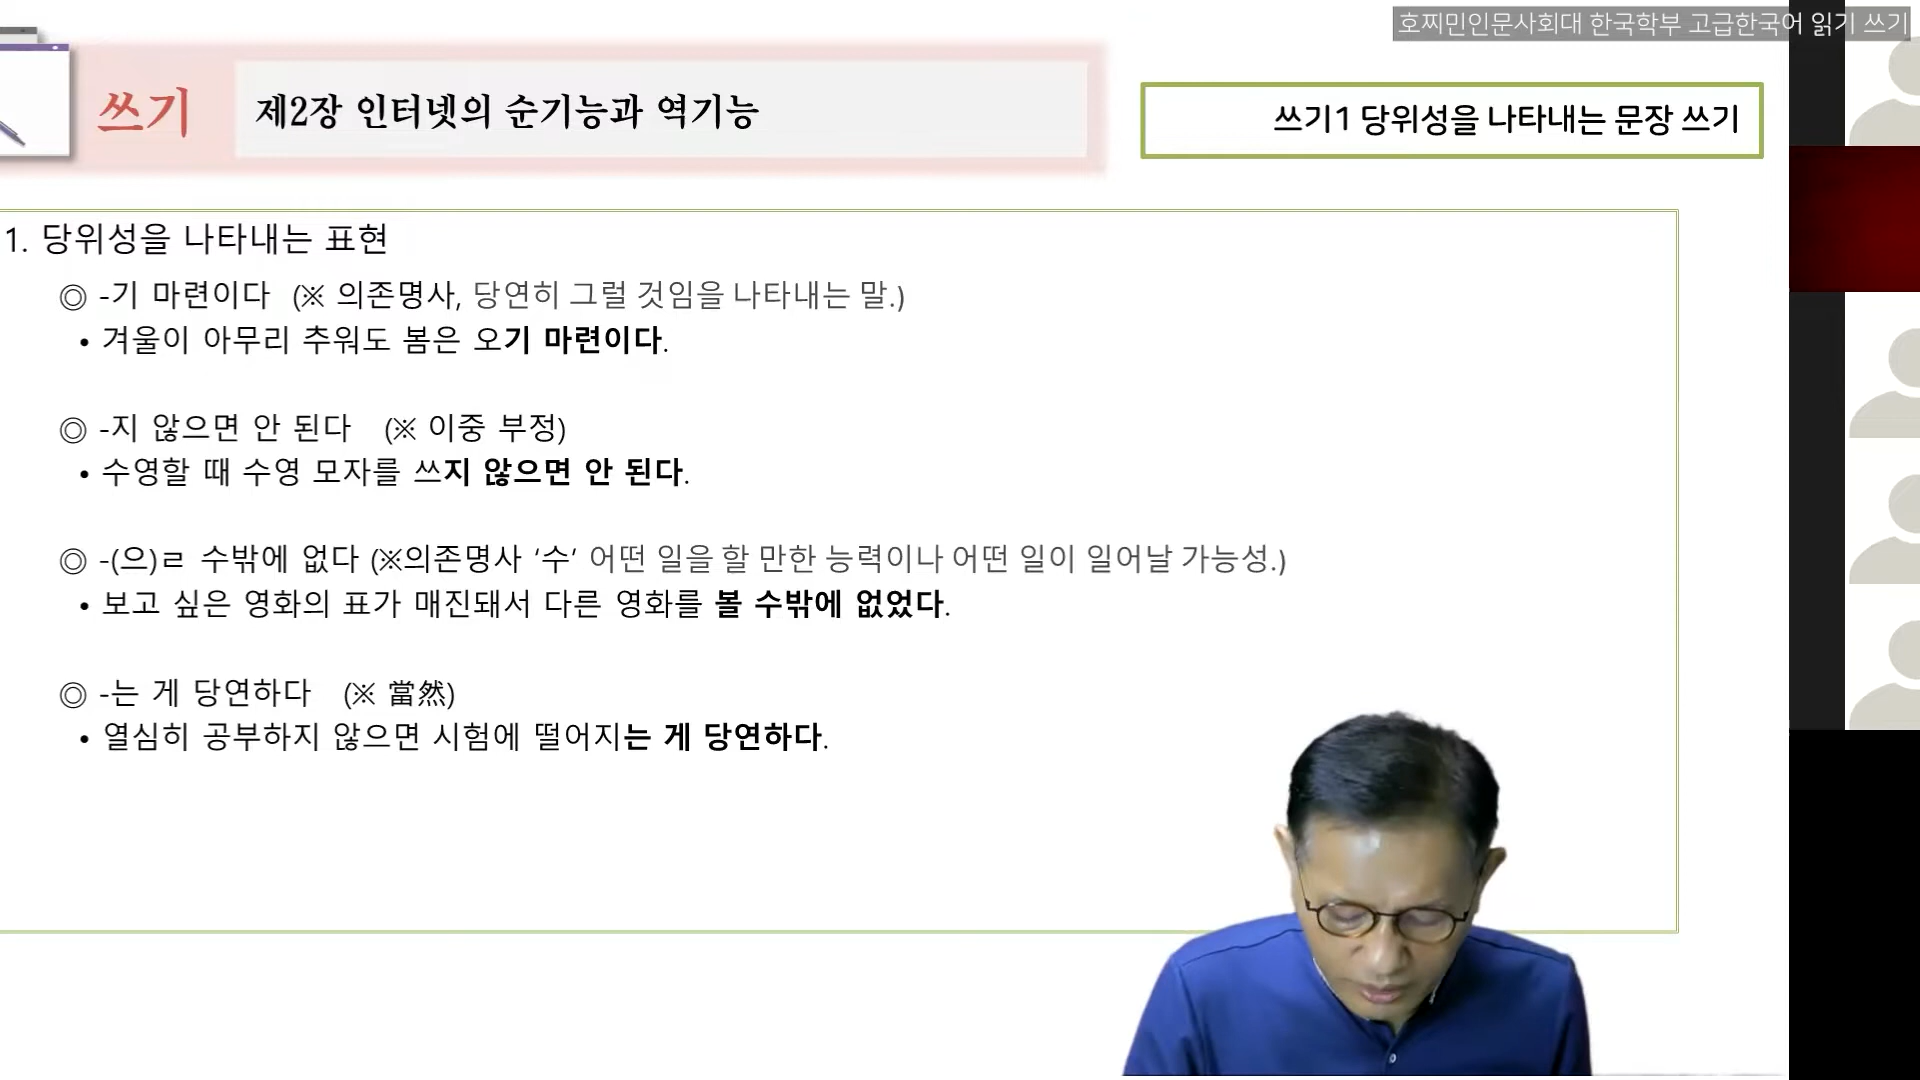 호찌민인문사회대 한국학부 고급한국어 읽기 쓰기
쓰기
제2장 인터넷의 순기능과 역기능
쓰기1 당위성을 나타내는 문장 쓰기
1. 당위성을 나타내는 표현
◎ -기 마련이다 (※ 의존명사, 당연히 그럴 것임을 나타내는 말.)
• 겨울이 아무리 추워도 봄은 오기 마련이다.
◎ -지 않으면 안 된다 (※ 이중 부정)
• 수영할 때 수영 모자를 쓰지 않으면 안 된다.
◎ -(으)ㄹ 수밖에 없다 (※의존명사 ‘수’ 어떤 일을 할 만한 능력이나 어떤 일이 일어날 가능성.)
• 보고 싶은 영화의 표가 매진돼서 다른 영화를 볼 수밖에 없었다.
◎ -는 게 당연하다 (※ 當然)
• 열심히 공부하지 않으면 시험에 떨어지는 게 당연하다.